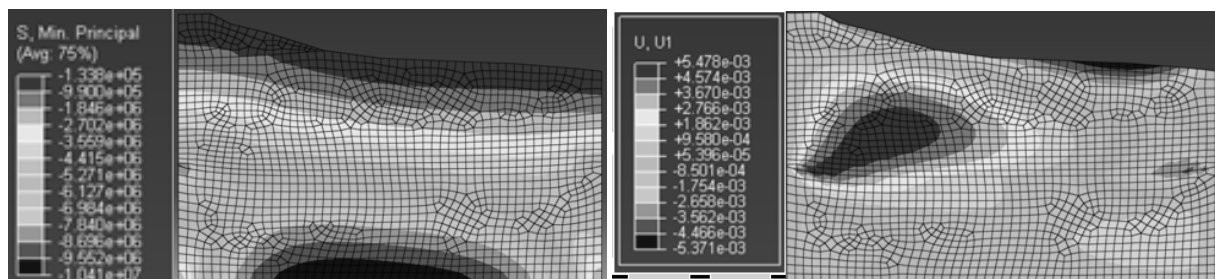 S, Min. Principal
(Avg: 75%)
-1.338e+05
-9.900e+05
-1.846e+06
-2.702e+06
-3.559e+06
-4.415e+06
-5.271e+06
-6.127e+06
-6.984e+06
-7.840e+06
-8.696e+06
-9.552e+06
-1.041e+07
U, U1
+5.478e-03
+4.574e-03
+3.670e-03
+2.766e-03
+1.862e-03
+9.580e-04
+5.396e-05
-8.501e-04
-1.754e-03
-2.658e-03
-3.562e-03
-4.466e-03
-5.371e-03